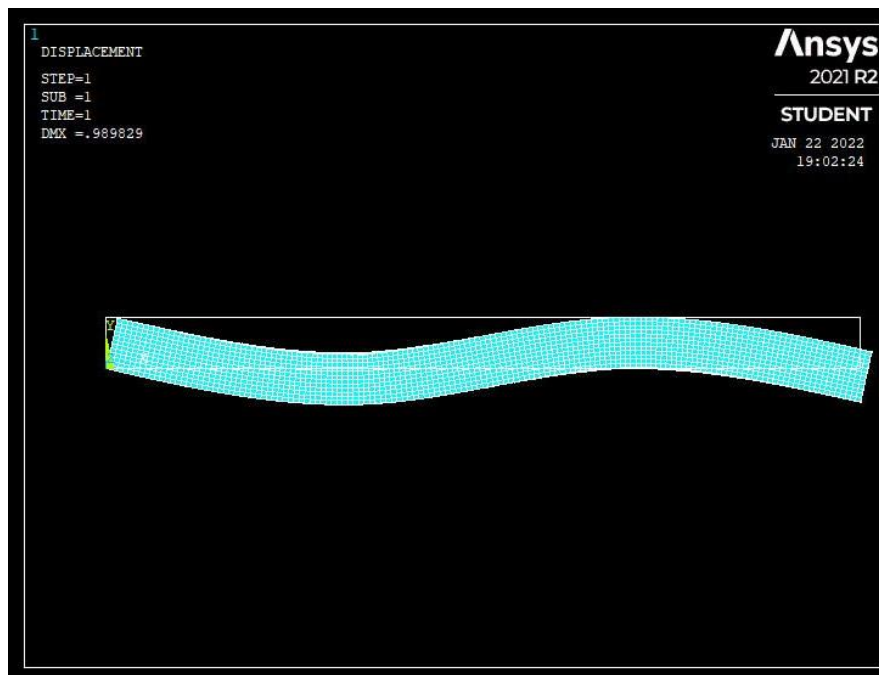 1
DISPLACEMENT
STEP=1
SUB =1
TIME=1
DMX =.989829
Ansys
2021 R2
STUDENT
JAN 22 2022
19:02:24
Y
X